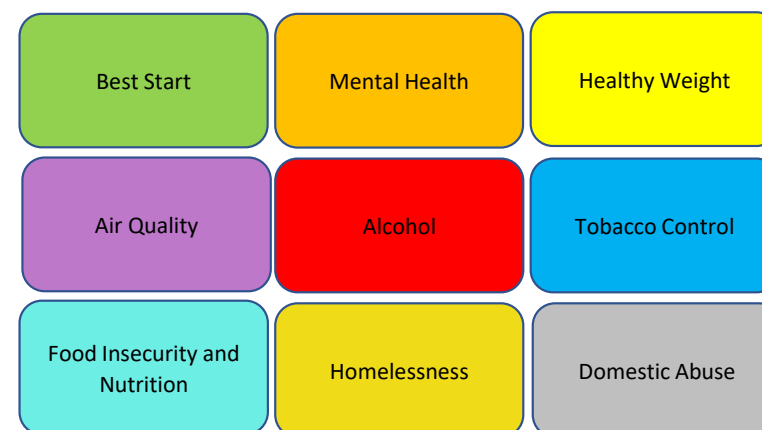 Best Start
Mental Health
Healthy Weight
Air Quality
Alcohol
Tobacco Control
Food Insecurity and
Nutrition
Homelessness
Domestic Abuse